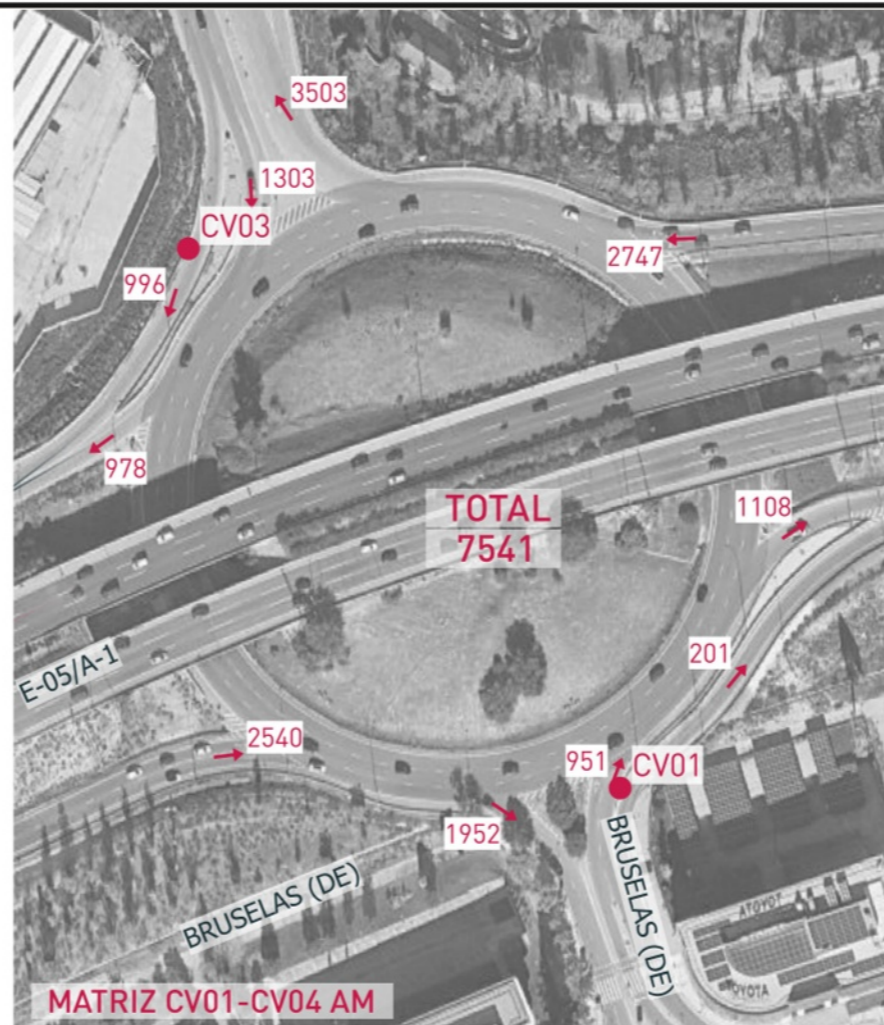 3503
1303
CV03
2747
996
978
TOTAL
7541
1108
E-05/A-1
201
2540
951
CV01
1952
BRUSELAS (DE)
BRUSELAS (DE)
TOYOTA
MATRIZ CV01-CV04 AM